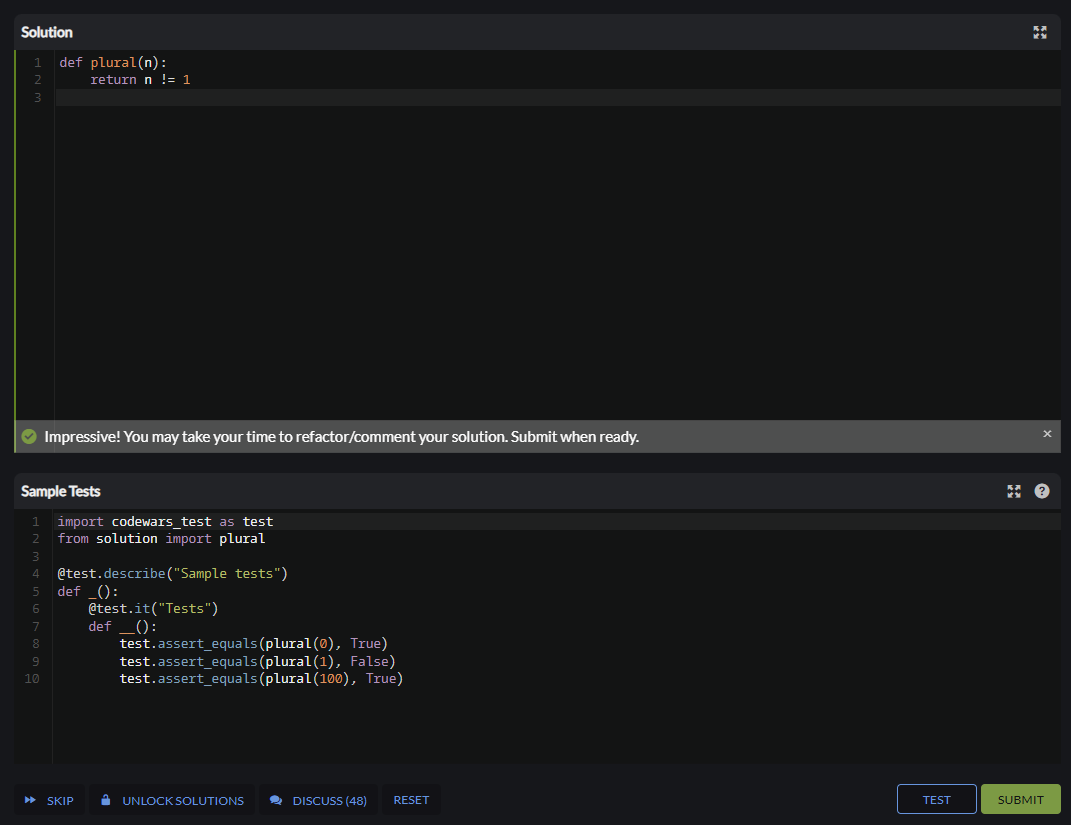 Solution
1 def plural(n):
2     return n != 1
3
Impressive! You may take your time to refactor/comment your solution. Submit when ready. ×
Sample Tests ?
1 import codewars_test as test
2 from solution import plural
3
4 @test.describe("Sample tests")
5 def _():
6     @test.it("Tests")
7     def __():
8         test.assert_equals(plural(0), True)
9         test.assert_equals(plural(1), False)
10         test.assert_equals(plural(100), True)
SKIP UNLOCK SOLUTIONS DISCUSS (48) RESET TEST SUBMIT